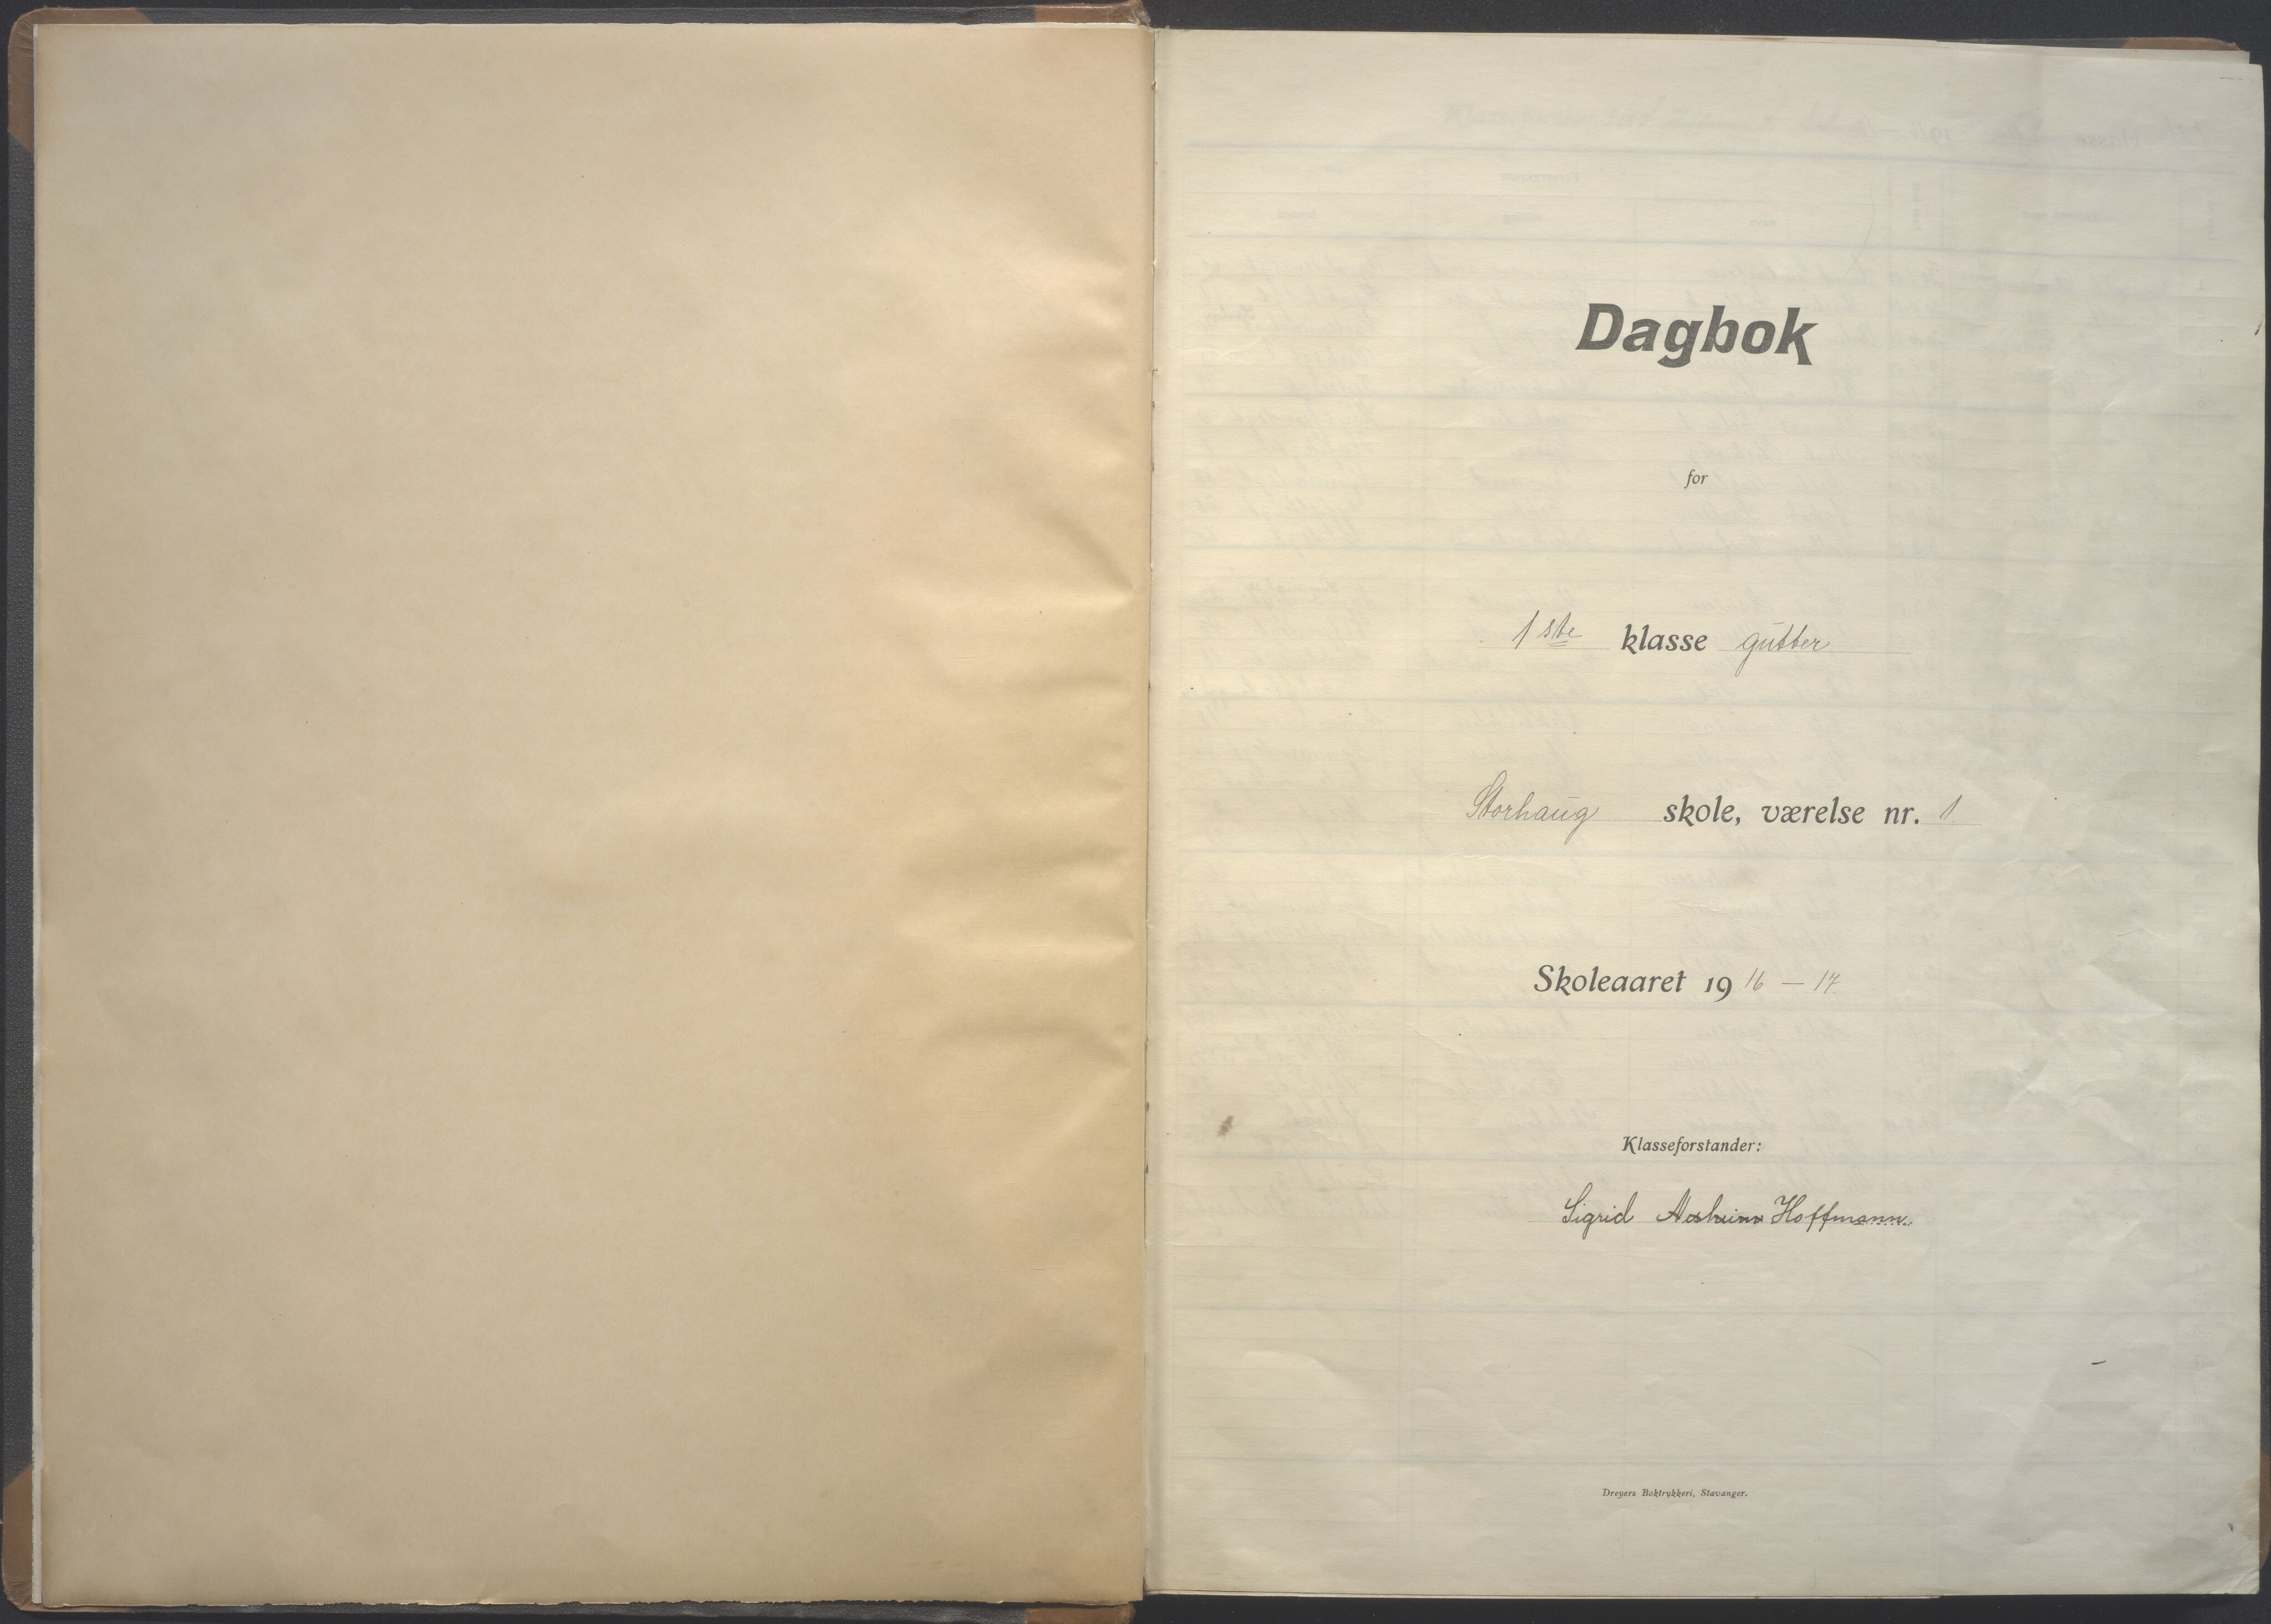 Dagbok
for
1ste klasse gutter
Storhaug skole, værelse nr. 1
Skoleaaret 1916 – 17
Klasseforstander:
Sigrid Hoffmann.
Dreyers Boktrykkeri, Stavanger.